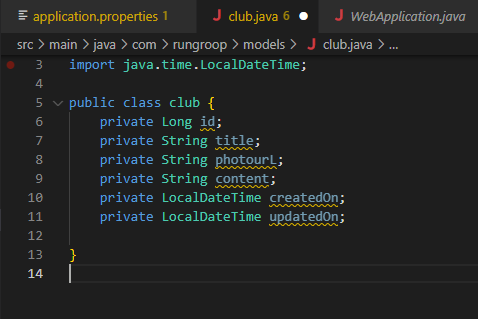 application.properties 1 J club.java 6 J WebApplication.java
src > main > java > com > rungroop > models > J club.java > ...
3 import java.time.LocalDateTime;
4
5 public class club {
6 private Long id;
7 private String title;
8 private String photourL;
9 private String content;
10 private LocalDateTime createdOn;
11 private LocalDateTime updatedOn;
12
13 }
14